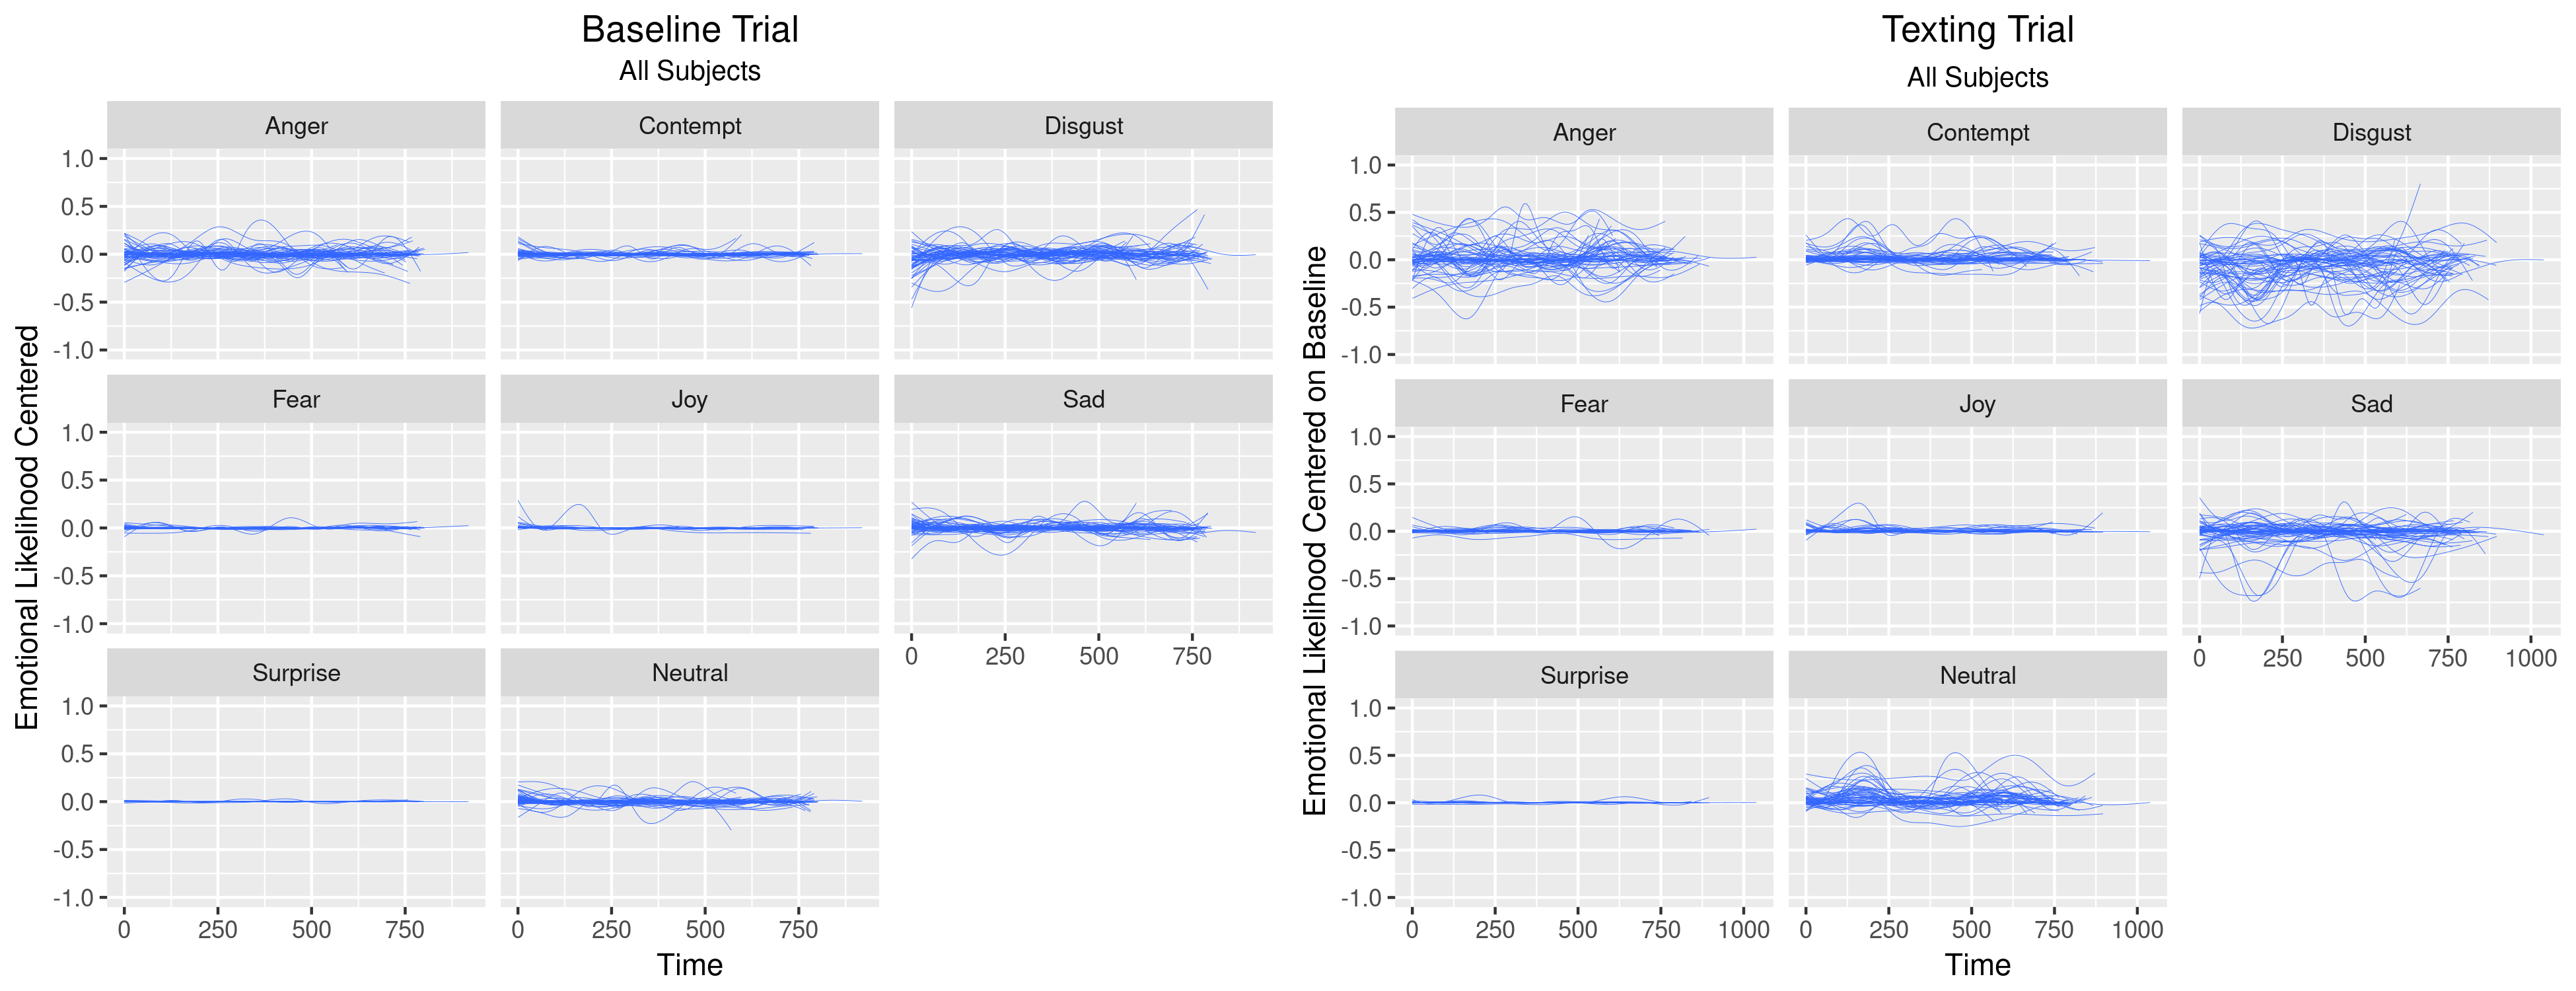 Baseline Trial
All Subjects
Emotional Likelihood Centered
Anger Contempt Disgust
1.0
0.5
0.0
-0.5
-1.0
Fear Joy Sad
1.0
0.5
0.0
-0.5
-1.0
0 250 500 750
Surprise Neutral
1.0
0.5
0.0
-0.5
-1.0
0 250 500 750 0 250 500 750
Time
Texting Trial
All Subjects
Emotional Likelihood Centered on Baseline
Anger Contempt Disgust
1.0
0.5
0.0
-0.5
-1.0
Fear Joy Sad
1.0
0.5
0.0
-0.5
-1.0
0 250 500 750 1000
Surprise Neutral
1.0
0.5
0.0
-0.5
-1.0
0 250 500 750 1000 0 250 500 750 1000
Time